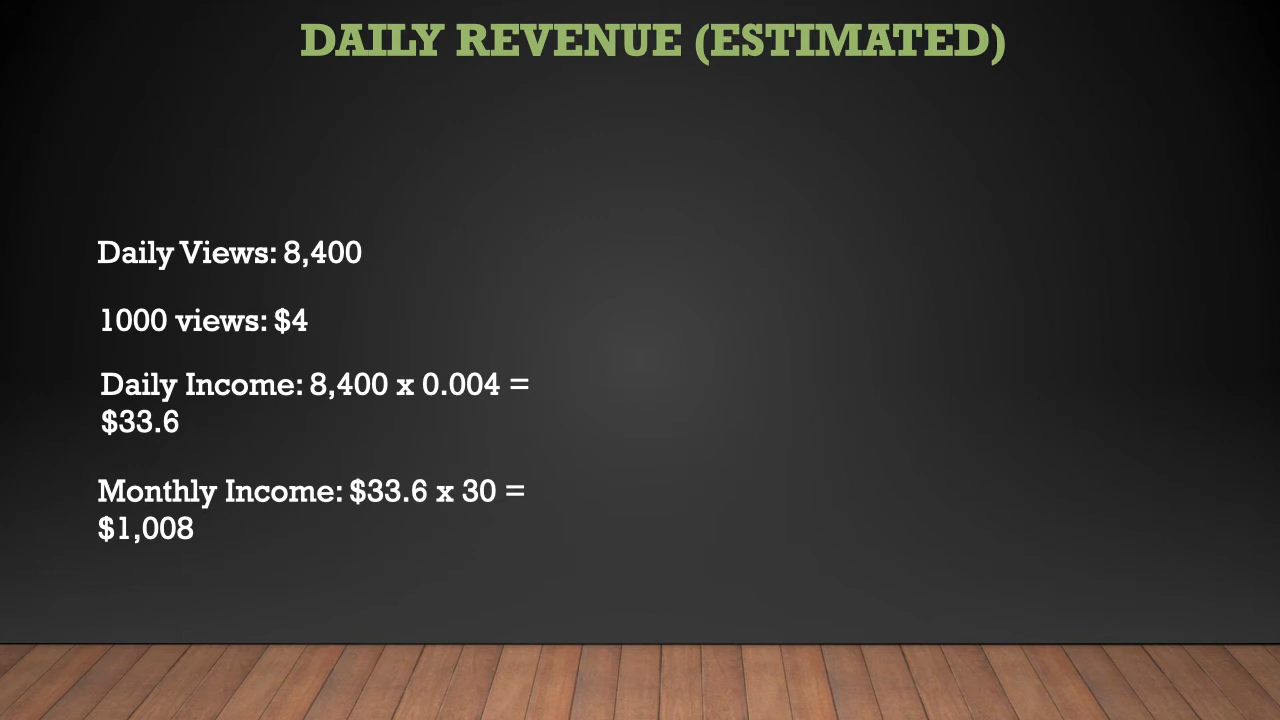 DAILY REVENUE (ESTIMATED)
Daily Views: 8,400
1000 views: $4
Daily Income: 8,400 x 0.004 =
$33.6
Monthly Income: $33.6 x 30 =
$1,008